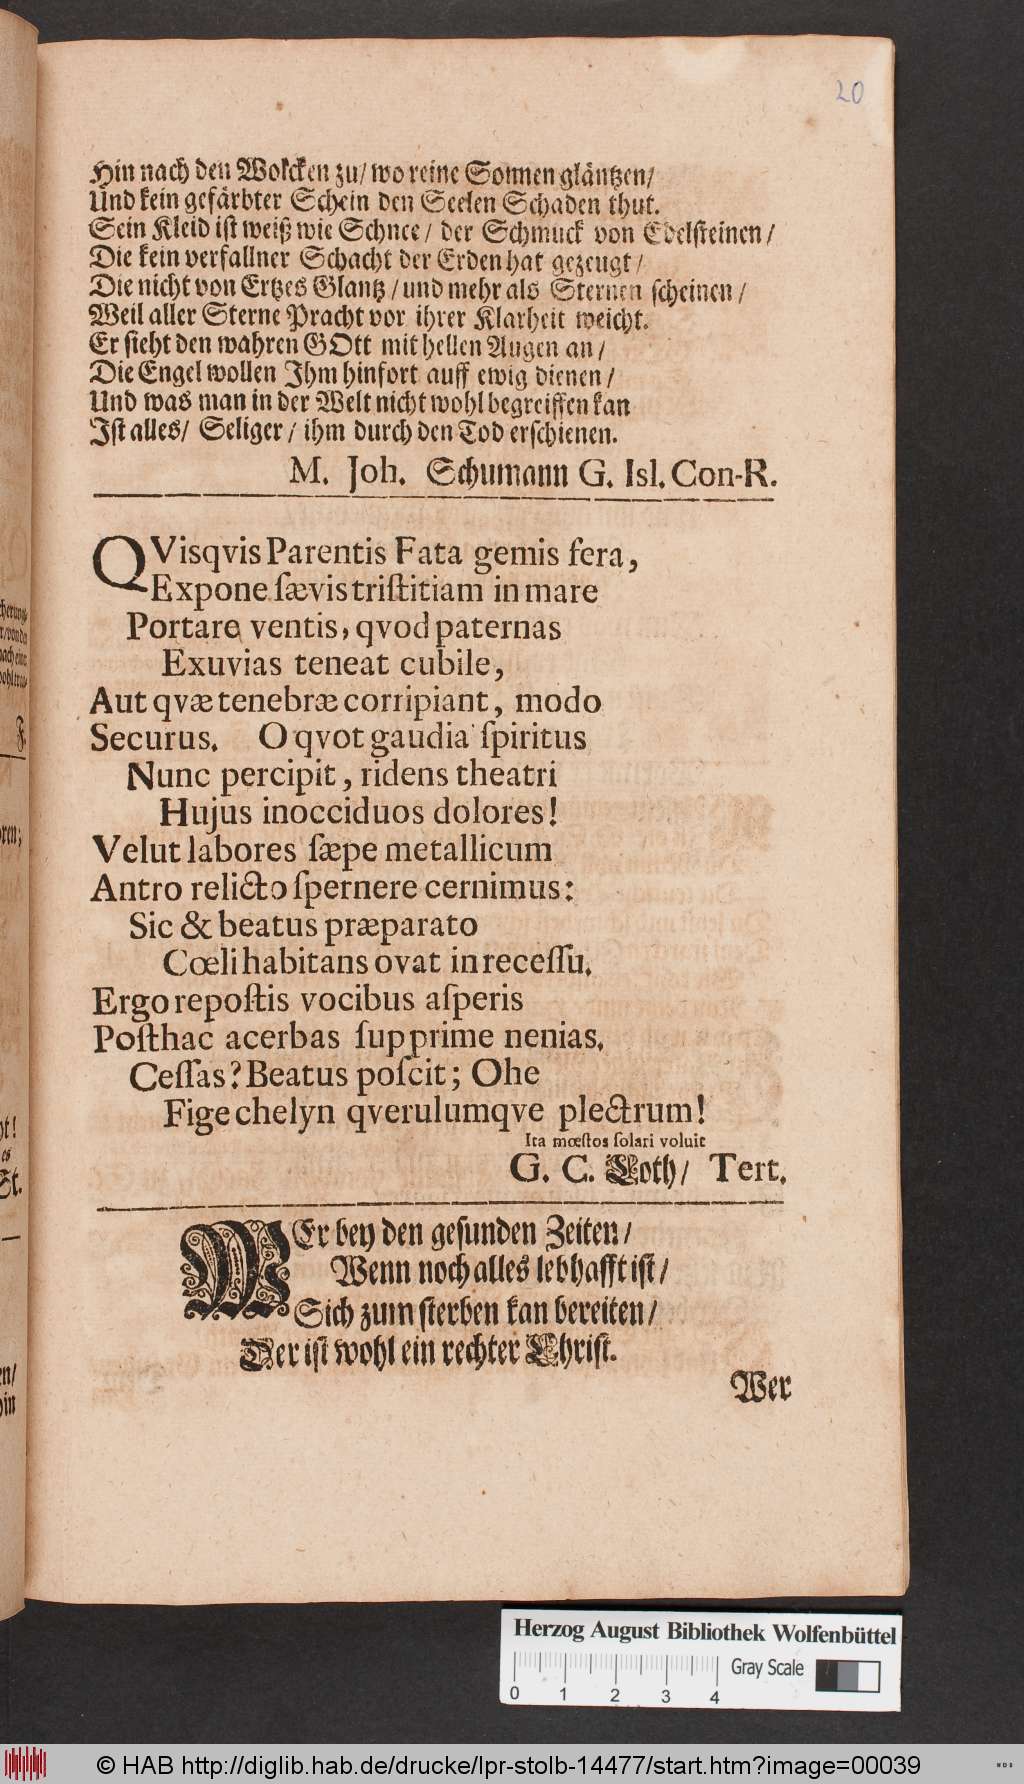 20
Hin nach den Wolcken zu/ wo reine Sonnen gläntzen/
Und kein gefärbter Schein den Seelen Schaden thut.
Sein Kleid ist weiß wie Schnee/ der Schmuck von Edelsteinen/
Die kein verfallner Schacht der Erden hat gezeugt/
Die nicht von Ertzes Glantz/ und mehr als Sternen scheinen/
Weil aller Sterne Pracht vor ihrer Klarheit weicht.
Er sieht den wahren GOtt mit hellen Augen an/
Die Engel wollen Jhm hinfort auff ewig dienen/
Und was man in der Welt nicht wohl begreiffen kan
Jst alles/ Seliger/ ihm durch den Tod erschienen.
M. Joh. Schumann G. Isl. Con-R.
QVisqvis Parentis Fata gemis fera,
Expone sævis tristitiam in mare
Portare ventis, qvod paternas
Exuvias teneat cubile,
Aut qvæ tenebræ corripiant, modo
Securus. O qvot gaudia spiritus
Nunc percipit, ridens theatri
Hujus inocciduos dolores!
Velut labores sæpe metallicum
Antro relicto spernere cernimus:
Sic & beatus præparato
Cœli habitans ovat in recessu.
Ergo repostis vocibus asperis
Posthac acerbas supprime nenias.
Cessas? Beatus poscit; Ohe
Fige chelyn qverulumqve plectrum!
Ita mœstos solari voluit
G. C. Loth/ Tert.
WEr bey den gesunden Zeiten/
Wenn noch alles lebhafft ist/
Sich zum sterben kan bereiten/
Der ist wohl ein rechter Christ.
Wer
Herzog August Bibliothek Wolfenbüttel
Gray Scale
0 1 2 3 4
© HAB http://diglib.hab.de/drucke/lpr-stolb-14477/start.htm?image=00039